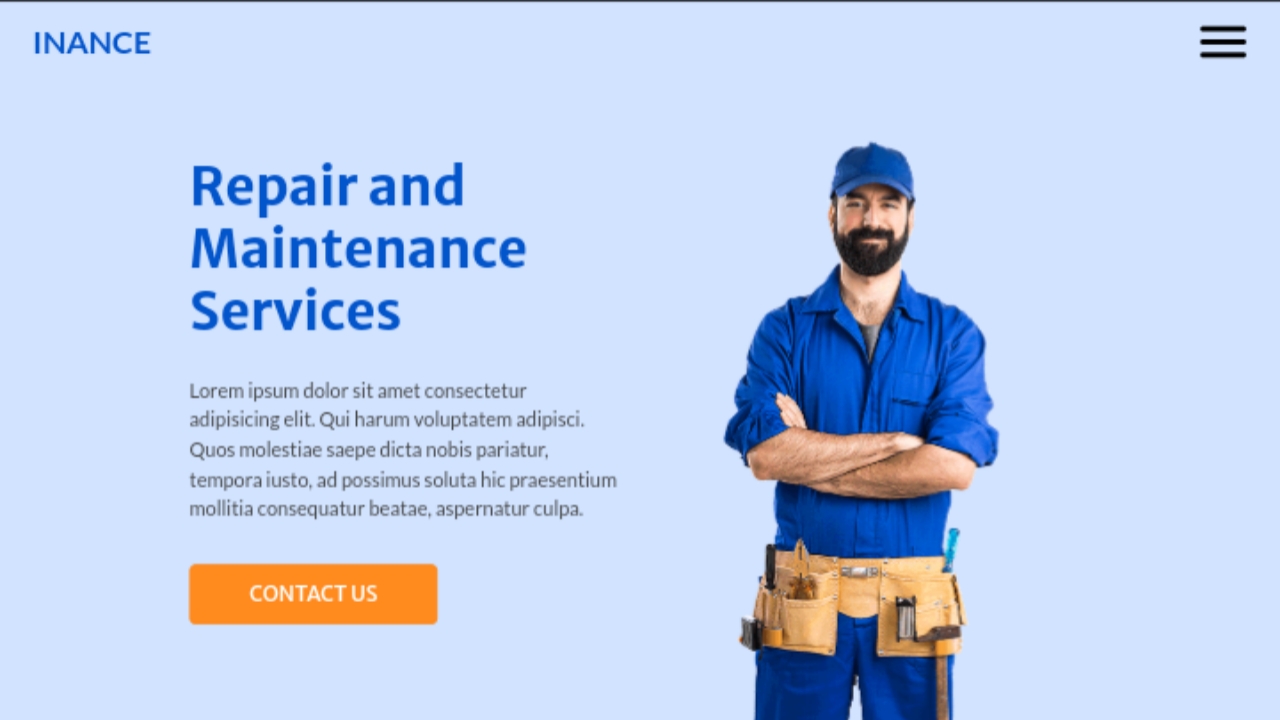 INANCE
Repair and
Maintenance
Services
Lorem ipsum dolor sit amet consectetur
adipisicing elit. Qui harum voluptatem adipisci.
Quos molestiae saepe dicta nobis pariatur,
tempora iusto, ad possimus soluta hic praesentium
mollitia consequatur beatae, aspernatur culpa.
CONTACT US